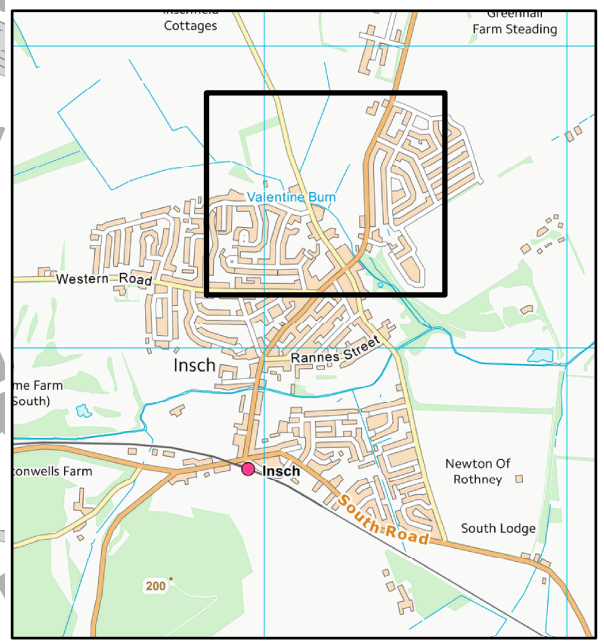 Cottages
Greenhall
Farm Steading
Valentine Burn
Western Road
Insch
Rannes Street
me Farm
South)
Insch
tonwells Farm
Newton Of
Rothney
South Road
South Lodge
200